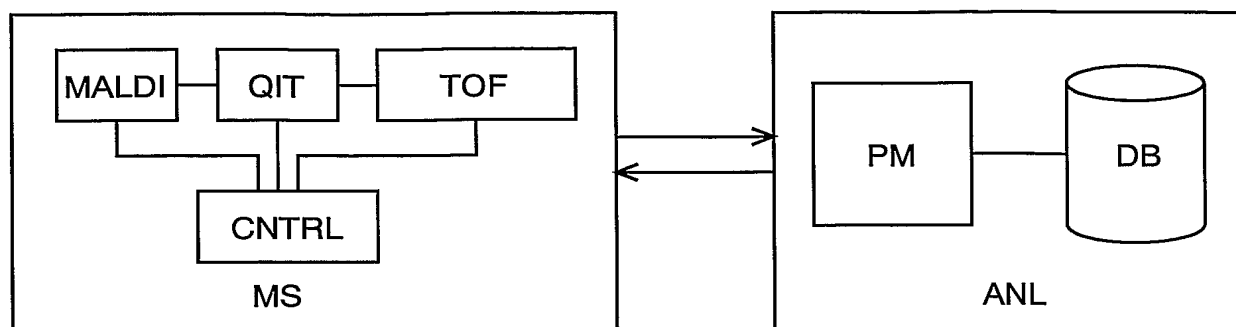 MALDI
QIT
TOF
CNTRL
MS
PM
DB
ANL